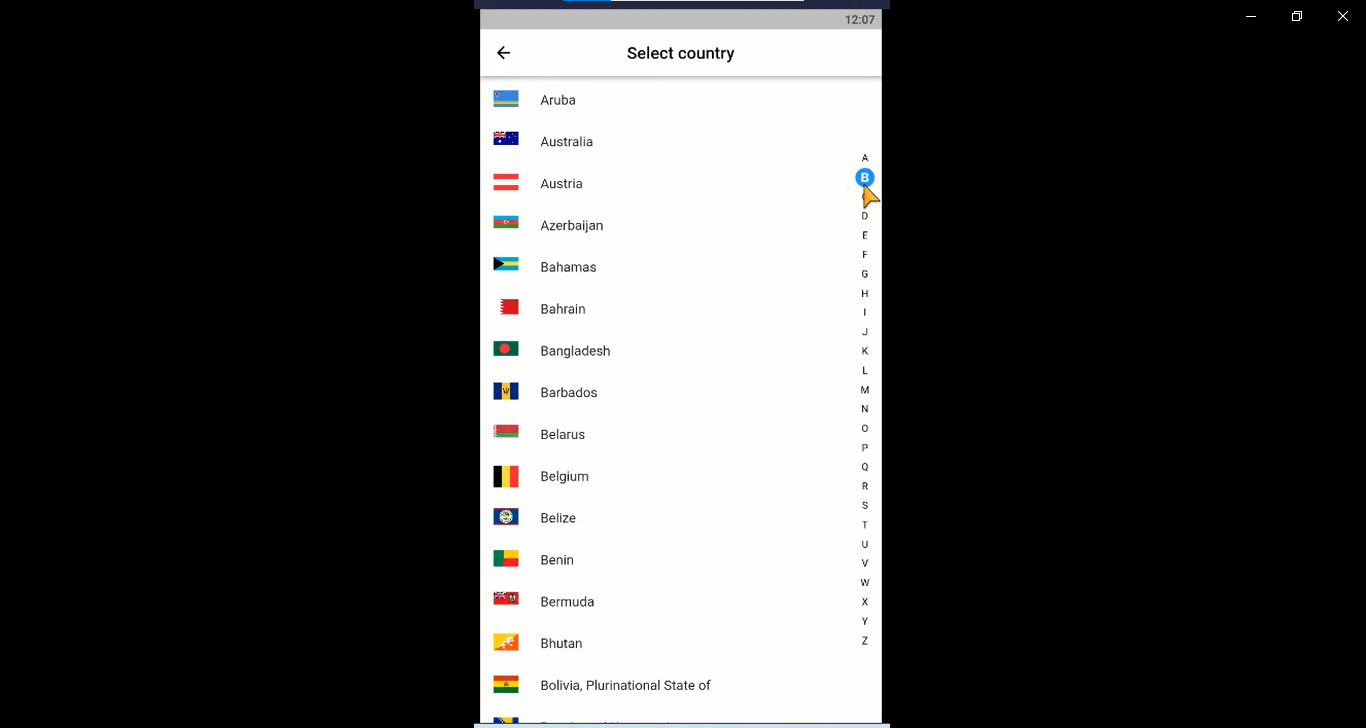 12:07
Select country
Aruba
Australia
Austria
Azerbaijan
Bahamas
Bahrain
Bangladesh
Barbados
Belarus
Belgium
Belize
Benin
Bermuda
Bhutan
Bolivia, Plurinational State of
A
B
D
E
F
G
H
I
J
K
L
M
N
O
P
Q
R
S
T
U
V
W
X
Y
Z